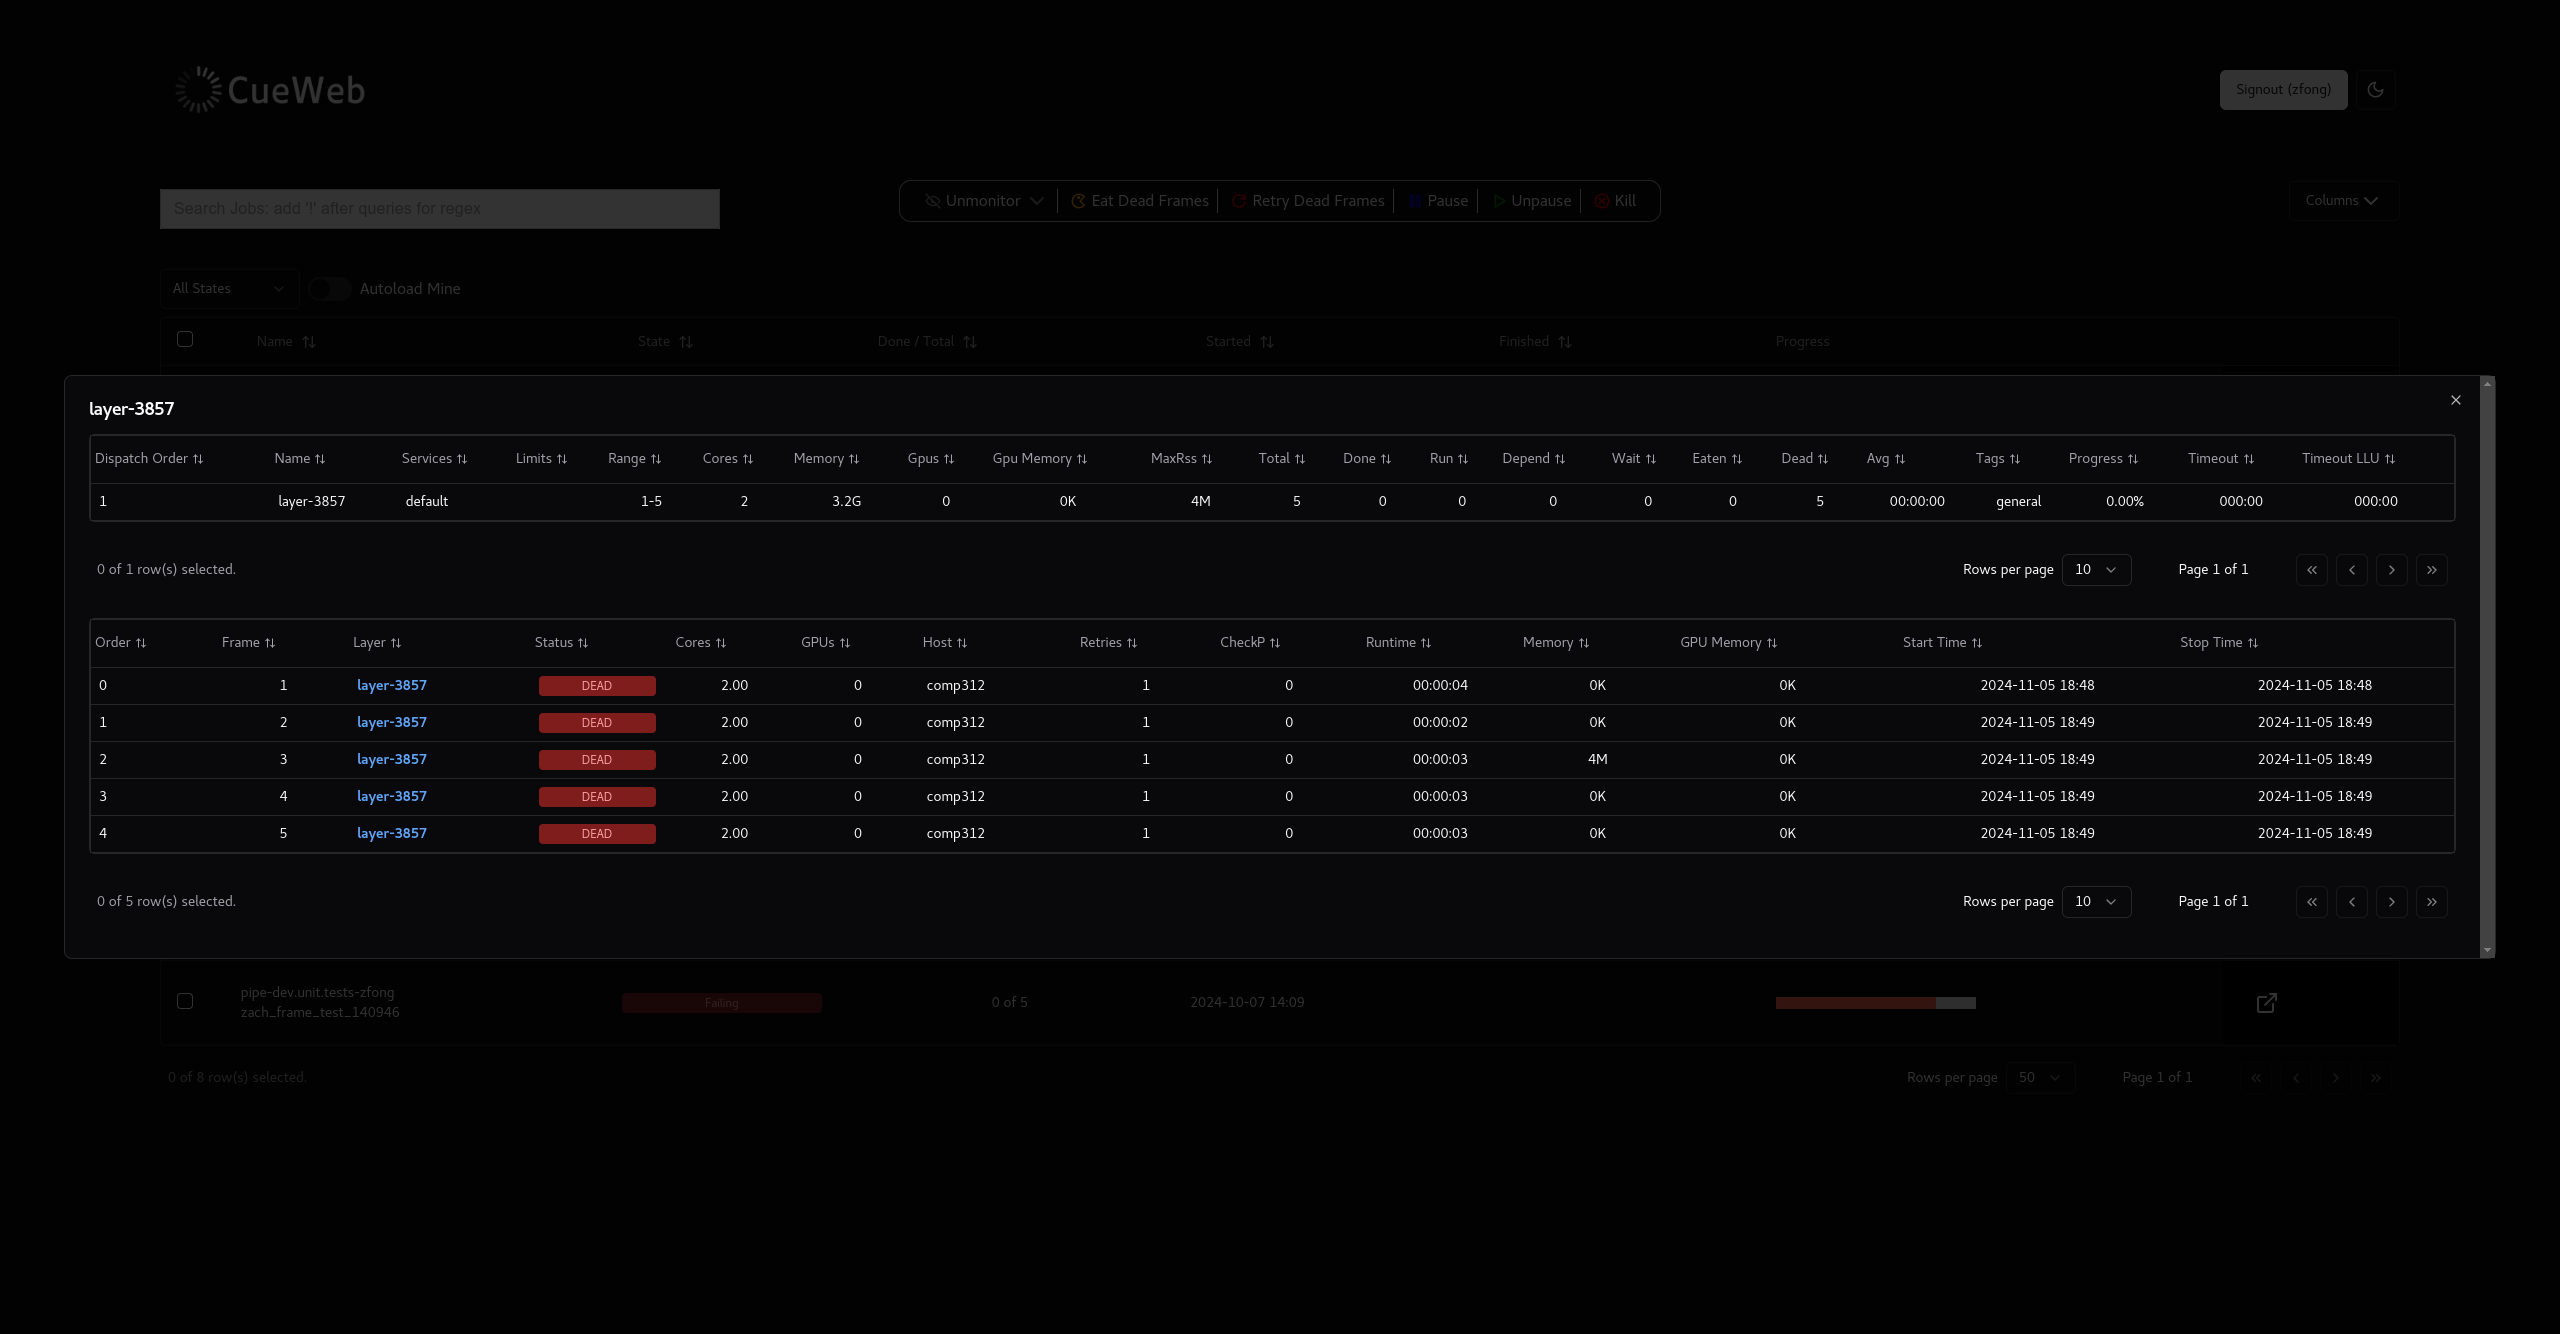 CueWeb
Signout (zfong)
Search Jobs: add '!' after queries for regex
Unmonitor Eat Dead Frames Retry Dead Frames Pause Unpause Kill
Columns
All States Autoload Mine
Name State Done / Total Started Finished Progress
layer-3857
Dispatch Order Name Services Limits Range Cores Memory Gpus Gpu Memory MaxRss Total Done Run Depend Wait Eaten Dead Avg Tags Progress Timeout Timeout LLU
1 layer-3857 default 1-5 2 3.2G 0 0K 4M 5 0 0 0 0 0 5 00:00:00 general 0.00% 000:00 000:00
0 of 1 row(s) selected. Rows per page 10 Page 1 of 1
Order Frame Layer Status Cores GPUs Host Retries CheckP Runtime Memory GPU Memory Start Time Stop Time
0 1 layer-3857 DEAD 2.00 0 comp312 1 0 00:00:04 0K 0K 2024-11-05 18:48 2024-11-05 18:48
1 2 layer-3857 DEAD 2.00 0 comp312 1 0 00:00:02 0K 0K 2024-11-05 18:49 2024-11-05 18:49
2 3 layer-3857 DEAD 2.00 0 comp312 1 0 00:00:03 4M 0K 2024-11-05 18:49 2024-11-05 18:49
3 4 layer-3857 DEAD 2.00 0 comp312 1 0 00:00:03 0K 0K 2024-11-05 18:49 2024-11-05 18:49
4 5 layer-3857 DEAD 2.00 0 comp312 1 0 00:00:03 0K 0K 2024-11-05 18:49 2024-11-05 18:49
0 of 5 row(s) selected. Rows per page 10 Page 1 of 1
pipe-dev.unit.tests-zfong
zach_frame_test_140946 Failing 0 of 5 2024-10-07 14:09
0 of 8 row(s) selected. Rows per page 50 Page 1 of 1